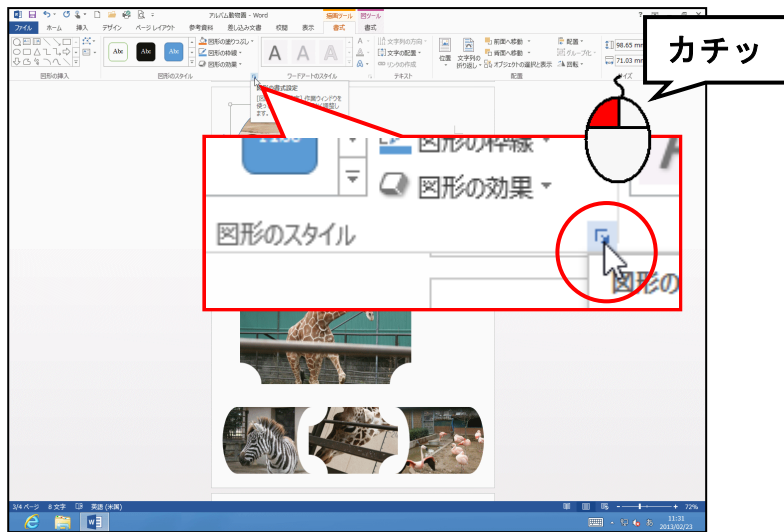 アルバム動物園 - Word
描画ツール 図ツール
ファイル ホーム 挿入 デザイン ページ レイアウト 参考資料 差し込み文書 校閲 表示 書式 書式
カチッ
図形の塗りつぶし
図形の枠線
図形の効果
Abc Abc Abc
A A A
文字列の方向
文字の配置
リンクの作成
位置 文字列の折り返し
前面へ移動
背面へ移動
オブジェクトの選択と表示
配置
グループ化
回転
98.65 mm
71.03 mm
図形の挿入 図形のスタイル ワードアートのスタイル テキスト 配置 サイズ
図形の書式設定
ます。
図形の枠線
図形の効果
図形のスタイル
図形の
3/4 ページ 8 文字 英語 (米国)
72%
11:31
2013/02/23